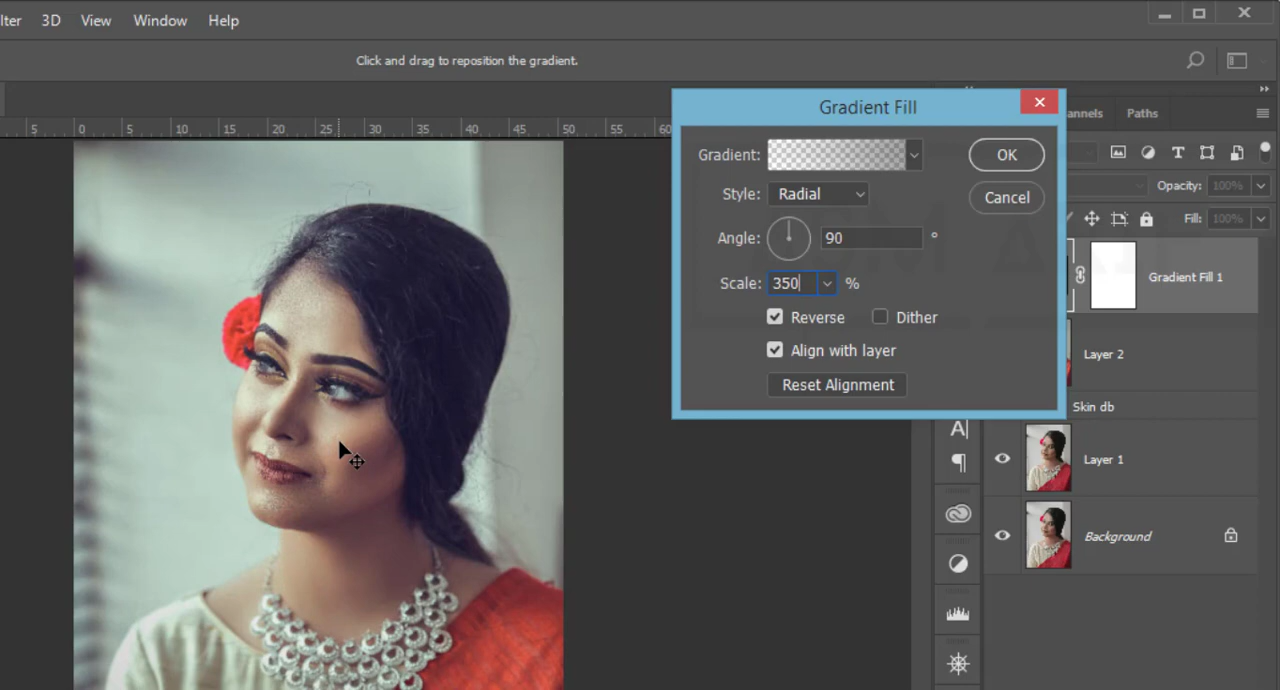 lter 3D View Window Help
Click and drag to reposition the gradient.
5 0 5 10 15 20 25 30 35 40 45 50 55 60
Gradient Fill
annels Paths
Gradient: OK
Style: Radial Cancel
Opacity: 100%
Angle: 90 °
Fill: 100%
Scale: 350 %
Gradient Fill 1
Reverse Dither
Align with layer
Layer 2
Reset Alignment
Skin db
Layer 1
Background